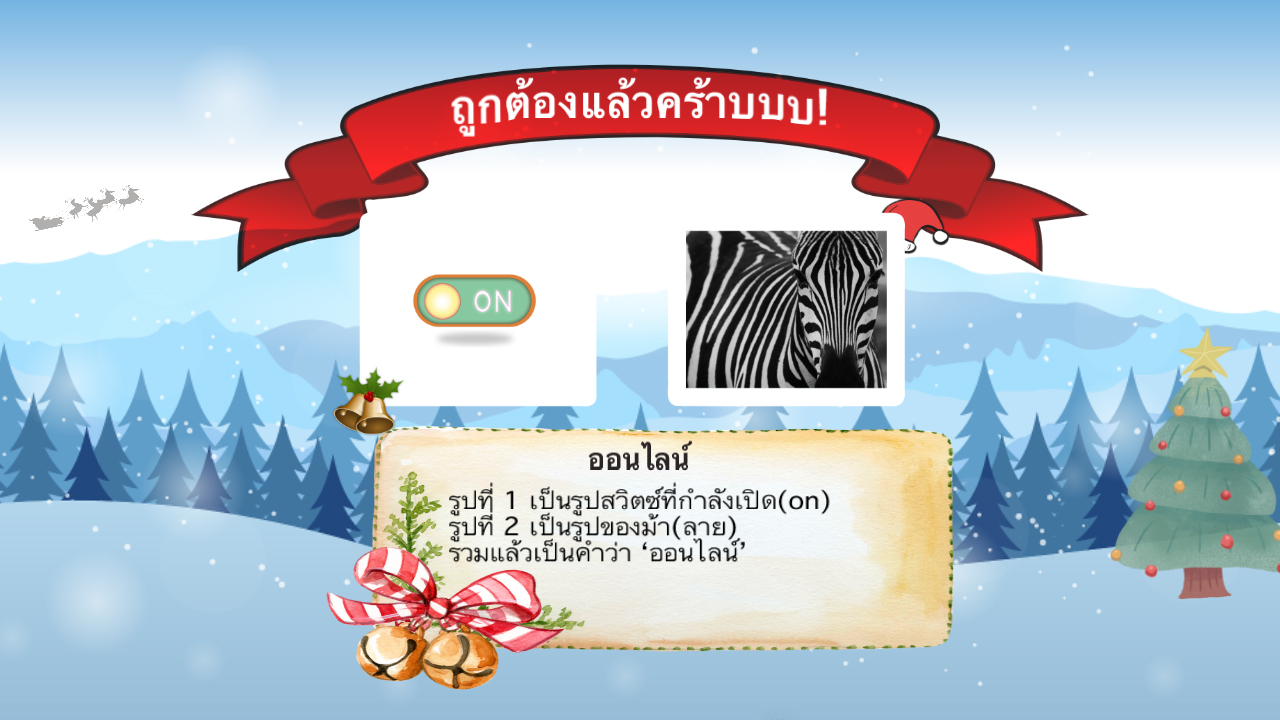 ถูกต้องแล้วคร้าบบบ!
ON
ออนไลน์
รูปที่ 1 เป็นรูปสวิตซ์ที่กำลังเปิด(on)
รูปที่ 2 เป็นรูปของม้า(ลาย)
รวมแล้วเป็นคำว่า ‘ออนไลน์’